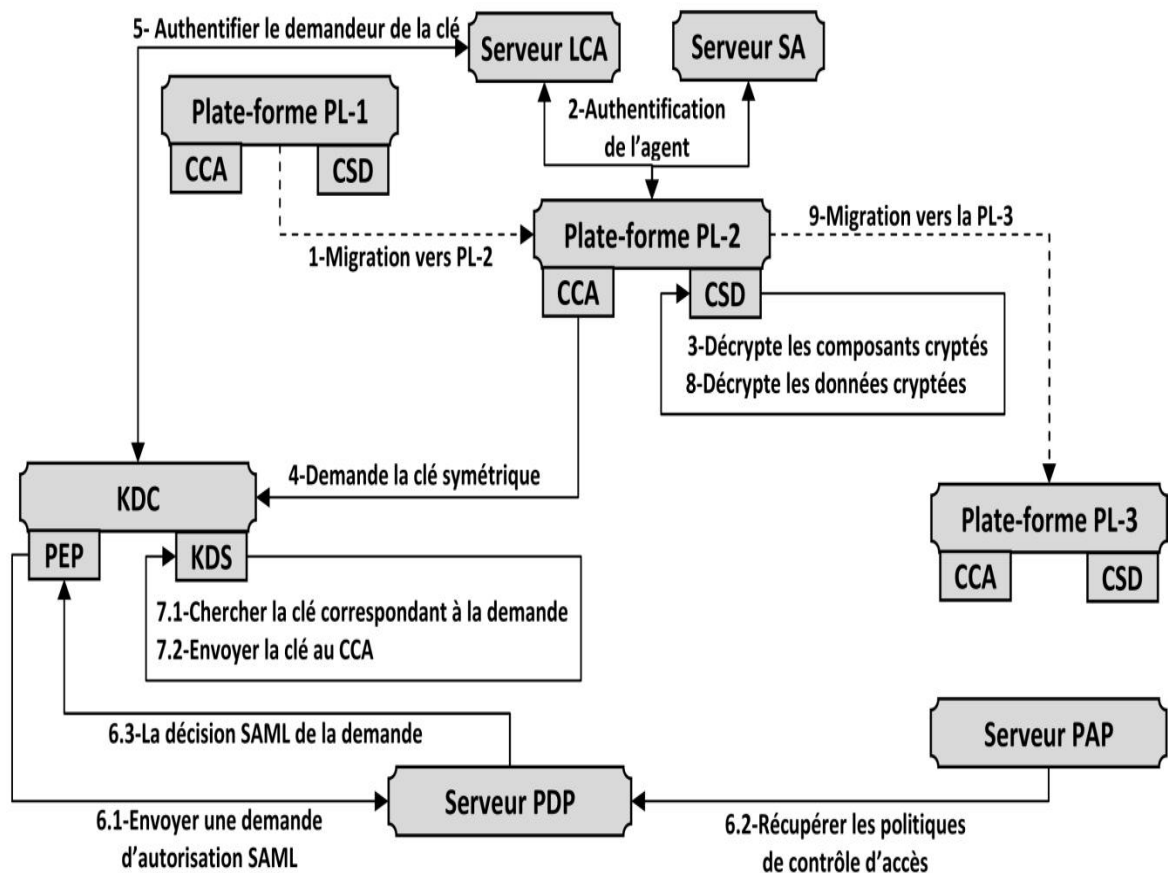 5- Authentifier le demandeur de la clé
Serveur LCA
Serveur SA
Plate-forme PL-1
CCA
CSD
2-Authentification
de l'agent
1-Migration vers PL-2
Plate-forme PL-2
CCA
CSD
9-Migration vers la PL-3
3-Décrypte les composants cryptés
8-Décrypte les données cryptées
4-Demande la clé symétrique
KDC
PEP
KDS
Plate-forme PL-3
CCA
CSD
7.1-Chercher la clé correspondant à la demande
7.2-Envoyer la clé au CCA
6.3-La décision SAML de la demande
Serveur PAP
Serveur PDP
6.1-Envoyer une demande
d'autorisation SAML
6.2-Récupérer les politiques
de contrôle d'accès